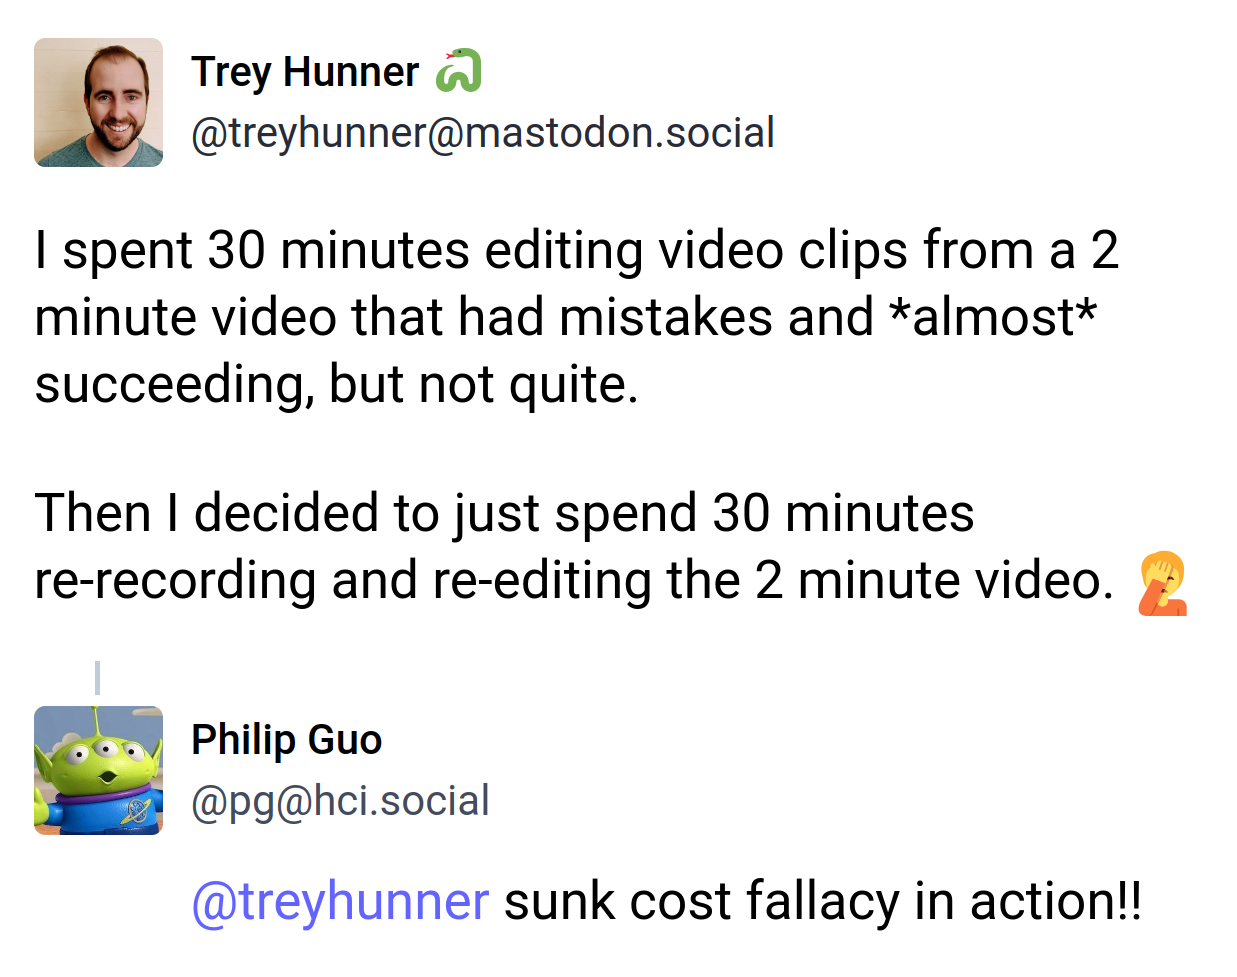 Trey Hunner 🐍
@treyhunner@mastodon.social
I spent 30 minutes editing video clips from a 2
minute video that had mistakes and *almost*
succeeding, but not quite.
Then I decided to just spend 30 minutes
re-recording and re-editing the 2 minute video. 🤦
Philip Guo
@pg@hci.social
@treyhunner sunk cost fallacy in action!!